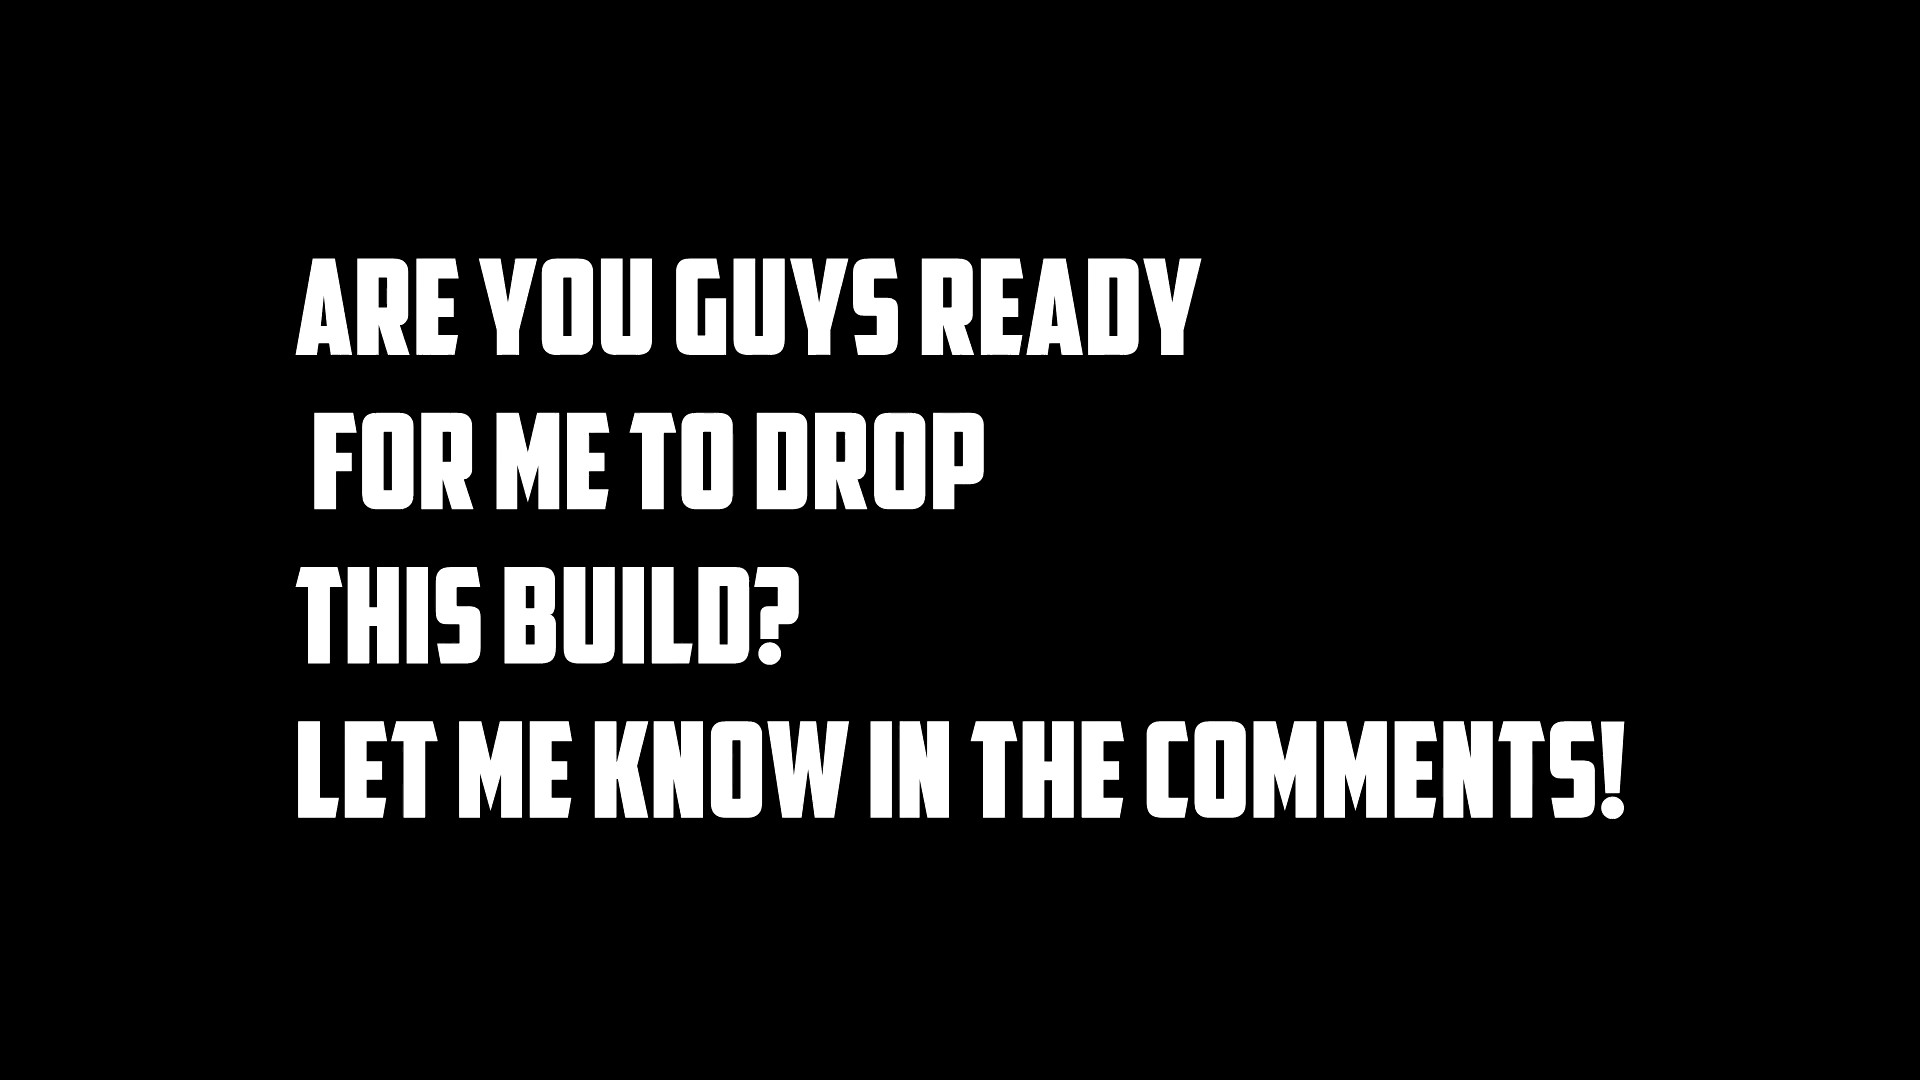 ARE YOU GUYS READY
FOR ME TO DROP
THIS BUILD?
LET ME KNOW IN THE COMMENTS!